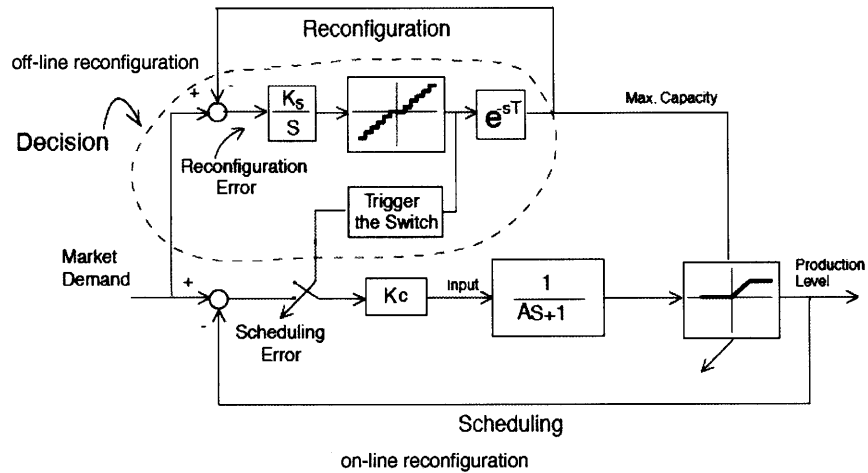 Reconfiguration
off-line reconfiguration
Decision
+
-
Ks
S
e-sT
Max. Capacity
Reconfiguration
Error
Trigger
the Switch
Market
Demand
+
-
Scheduling
Error
Kc
Input
1
AS+1
Production
Level
Scheduling
on-line reconfiguration